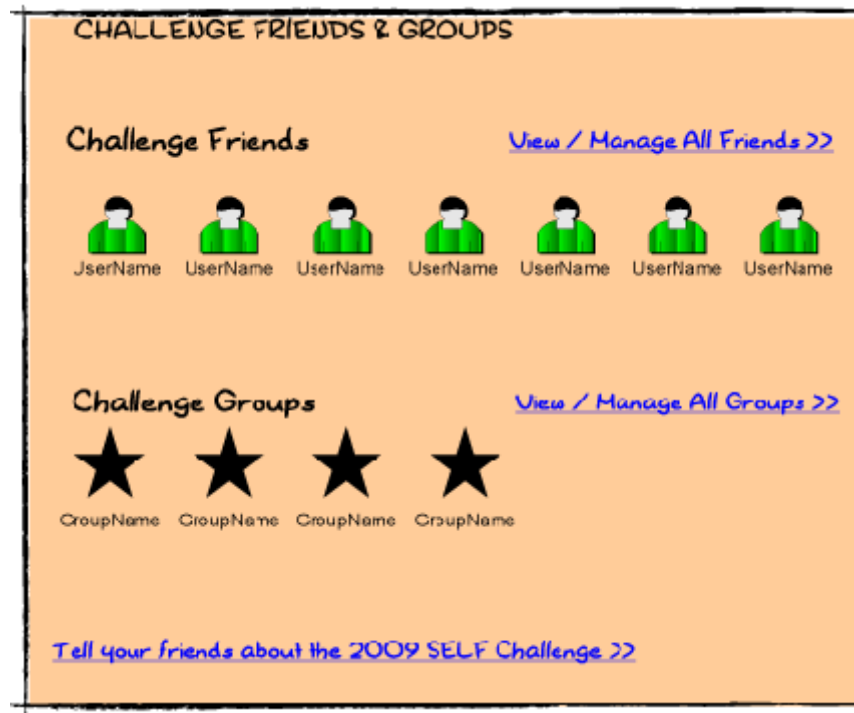 CHALLENGE FRIENDS & GROUPS
Challenge Friends View / Manage All Friends >>
UserName UserName UserName UserName UserName UserName UserName
Challenge Groups View / Manage All Groups >>
GroupName GroupName GroupName GroupName
Tell your friends about the 2009 SELF Challenge >>